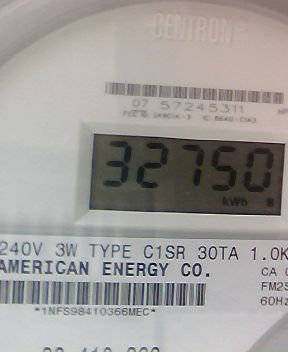 CENTRON
07 57245311
32750
kWh
240V 3W TYPE C1SR 30TA 1.0K
AMERICAN ENERGY CO.
CA
FM2S
60Hz
*1NFS98410366MEC*